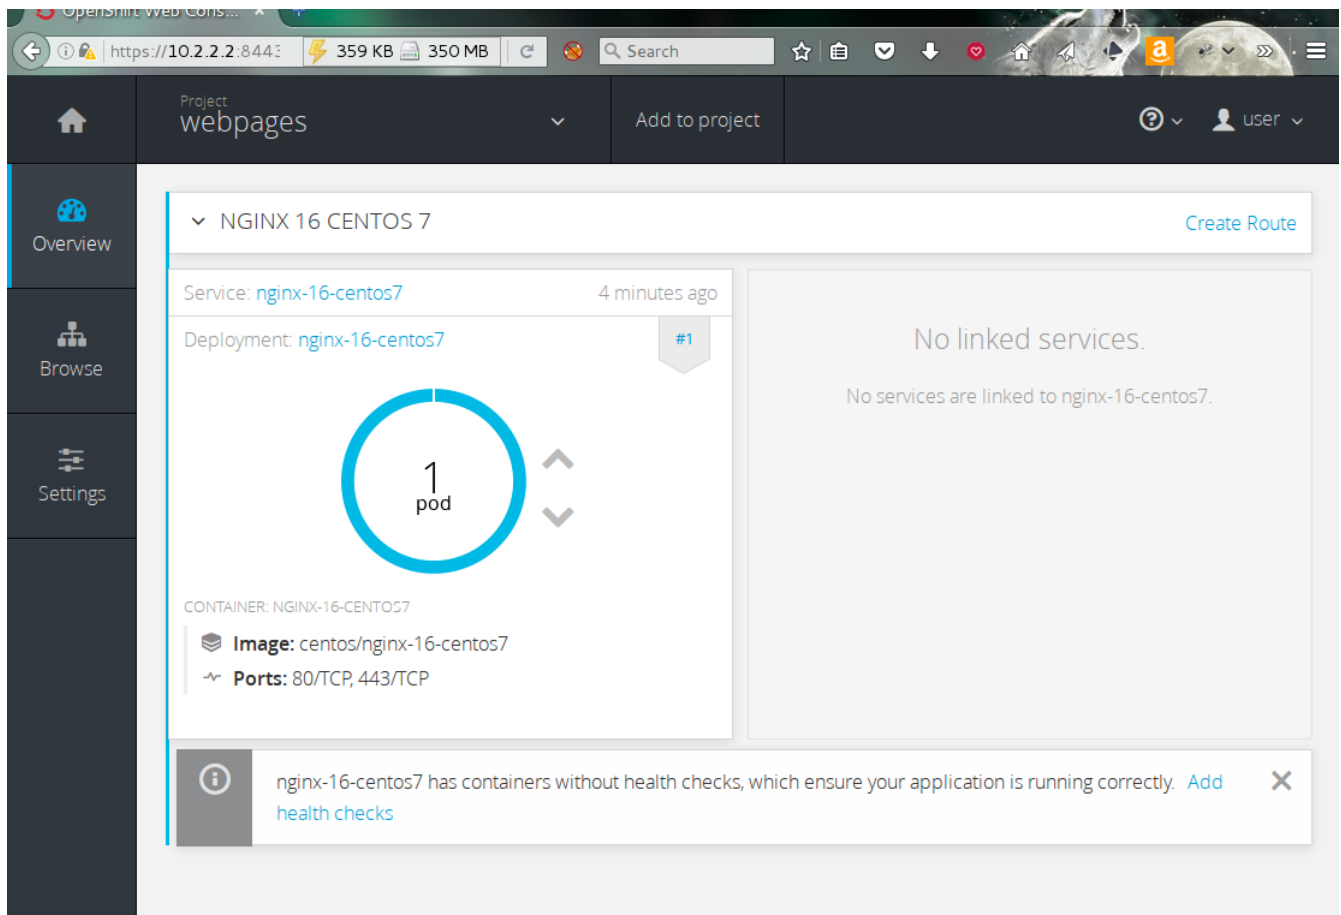 OpenShift Web Cons...
https://10.2.2.2:8443
359 KB 350 MB
Search
Project
webpages
Add to project
user
Overview
Browse
Settings
NGINX 16 CENTOS 7
Create Route
Service: nginx-16-centos7
4 minutes ago
Deployment: nginx-16-centos7
#1
1
pod
CONTAINER: NGINX-16-CENTOS7
Image: centos/nginx-16-centos7
Ports: 80/TCP, 443/TCP
No linked services.
No services are linked to nginx-16-centos7.
nginx-16-centos7 has containers without health checks, which ensure your application is running correctly. Add
health checks